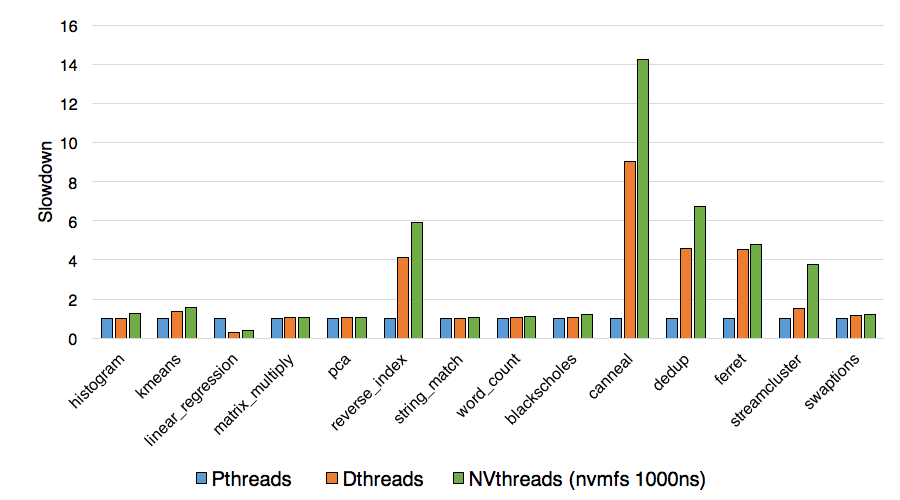 16
14
12
10
8
6
4
2
0
Slowdown
histogram
kmeans
linear_regression
matrix_multiply
pca
reverse_index
string_match
word_count
blackscholes
canneal
dedup
ferret
streamcluster
swaptions
Pthreads Dthreads NVthreads (nvmfs 1000ns)